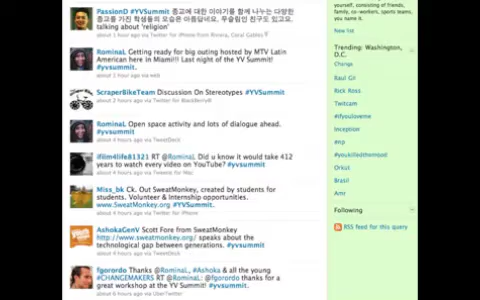 PassionD #YVSummit 종교에 대한 이야기를 함께 나누는 다양한
종교를 가진 학생들의 모습은 아름답네요. 무슬림인 친구도 있고요.
talking about 'religion'
about 1 hour ago via Twitter for iPhone from Riviera, Coral Gables
RominaL Getting ready for big outing hosted by MTV Latin
American here in Miami!!! Last night of the YV Summit!
#yvsummit
about 1 hour ago via web
ScraperBikeTeam Discussion On Stereotypes #YVSummit
about 2 hours ago via Twitter for BlackBerry®
RominaL Open space activity and lots of dialogue ahead.
#yvsummit
about 4 hours ago via TweetDeck
ifilm4life81321 RT @RominaL Did u know it would take 412
years to watch every video on YouTube? #yvsummit
about 4 hours ago via Tweetie for Mac
Miss_bk Ck. Out SweatMonkey, created by students for
students. Volunteer & Internship opportunities.
www.SweatMonkey.org #YVSummit.
about 4 hours ago via Twitter for iPhone
AshokaGenV Scott Fore from SweatMonkey
http://www.sweatmonkey.org/ speaks about the
technological gap between generations. #yvsummit
about 4 hours ago via TweetDeck
fgorordo Thanks @RominaL, #Ashoka & all the young
#CHANGEMAKERS RT @RominaL: @fgorordo thanks for a
great workshop at the YV Summit! #yvsummit
about 4 hours ago via UberTwitter
yourself, consisting of friends,
family, co-workers, sports teams,
you name it.
New list
Trending: Washington,
D.C.
Change
Raul Gil
Rick Ross
Twitcam
#ifyouloveme
Inception
#np
#youkilledthemood
Orkut
Brasil
Amr
Following
RSS feed for this query